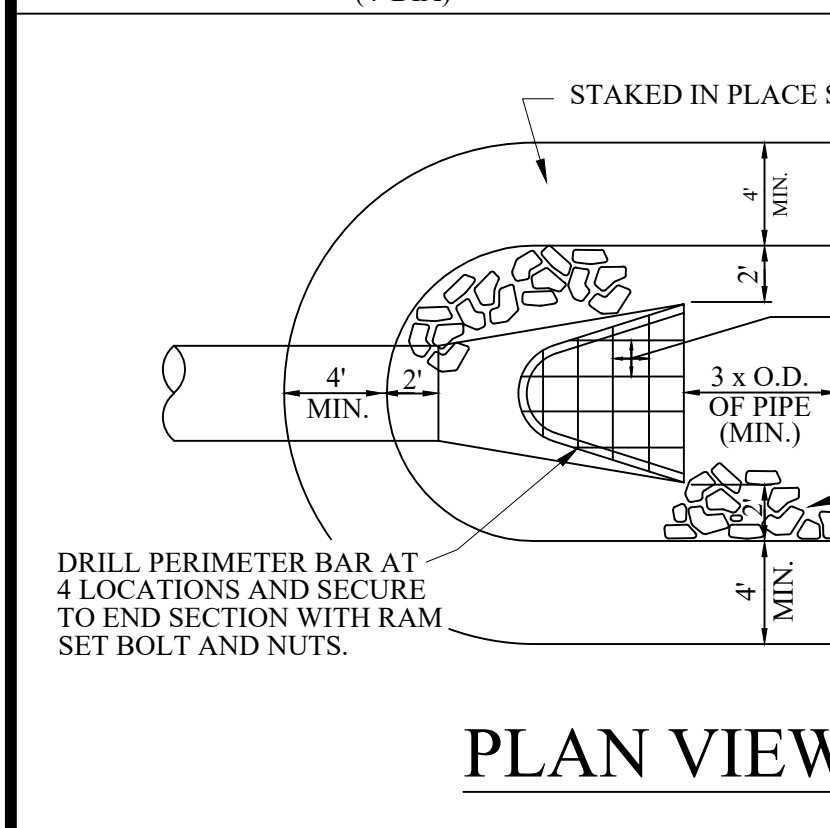 STAKED IN PLACE
4'
MIN.
2'
4'
MIN.
2'
3 x O.D.
OF PIPE
(MIN.)
2'
4'
MIN.
DRILL PERIMETER BAR AT
4 LOCATIONS AND SECURE
TO END SECTION WITH RAM
SET BOLT AND NUTS.
PLAN VIEW